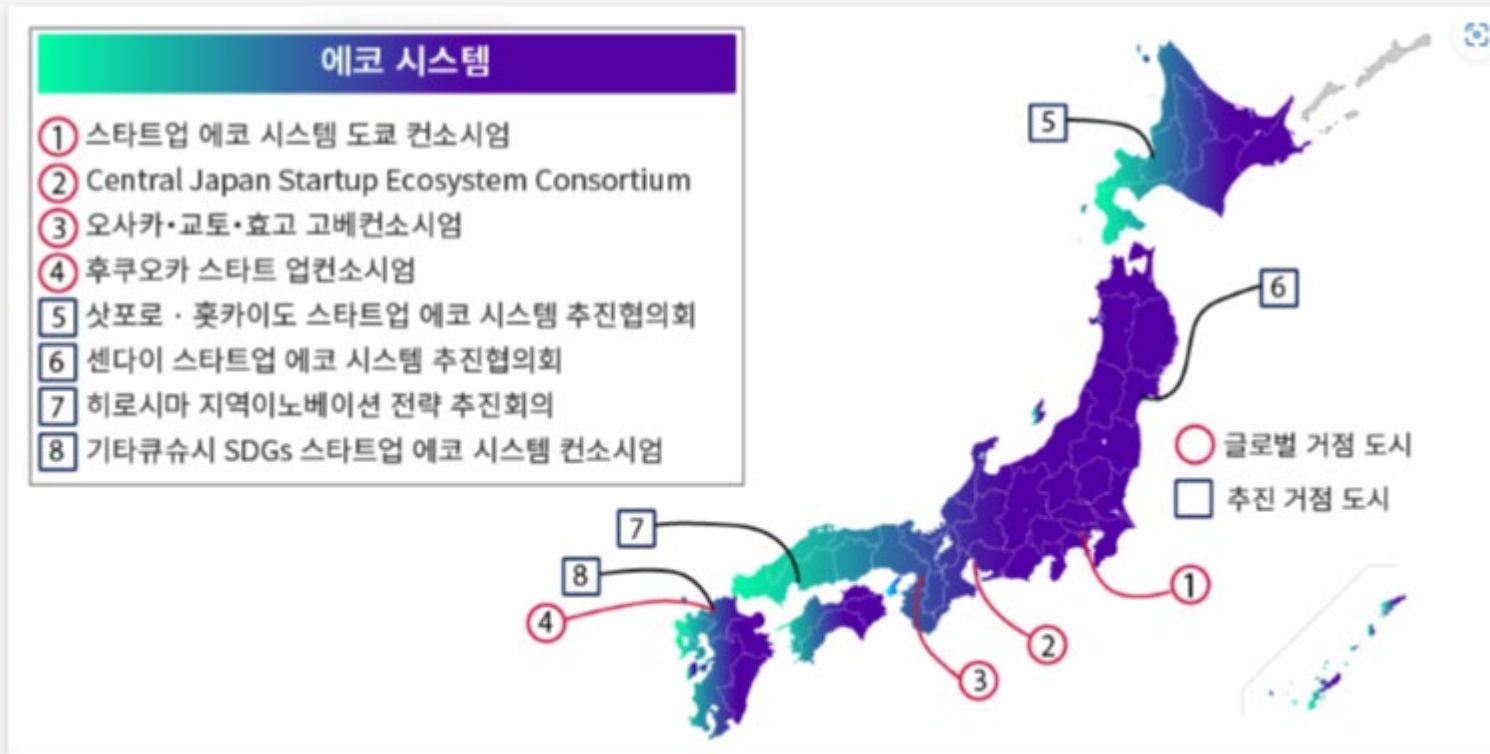 에코 시스템
① 스타트업 에코 시스템 도쿄 컨소시엄
② Central Japan Startup Ecosystem Consortium
③ 오사카•교토•효고 고베컨소시엄
④ 후쿠오카 스타트 업컨소시엄
5 삿포로 · 홋카이도 스타트업 에코 시스템 추진협의회
6 센다이 스타트업 에코 시스템 추진협의회
7 히로시마 지역이노베이션 전략 추진회의
8 기타큐슈시 SDGs 스타트업 에코 시스템 컨소시엄
5
6
글로벌 거점 도시
추진 거점 도시
7
8
④
①
②
③